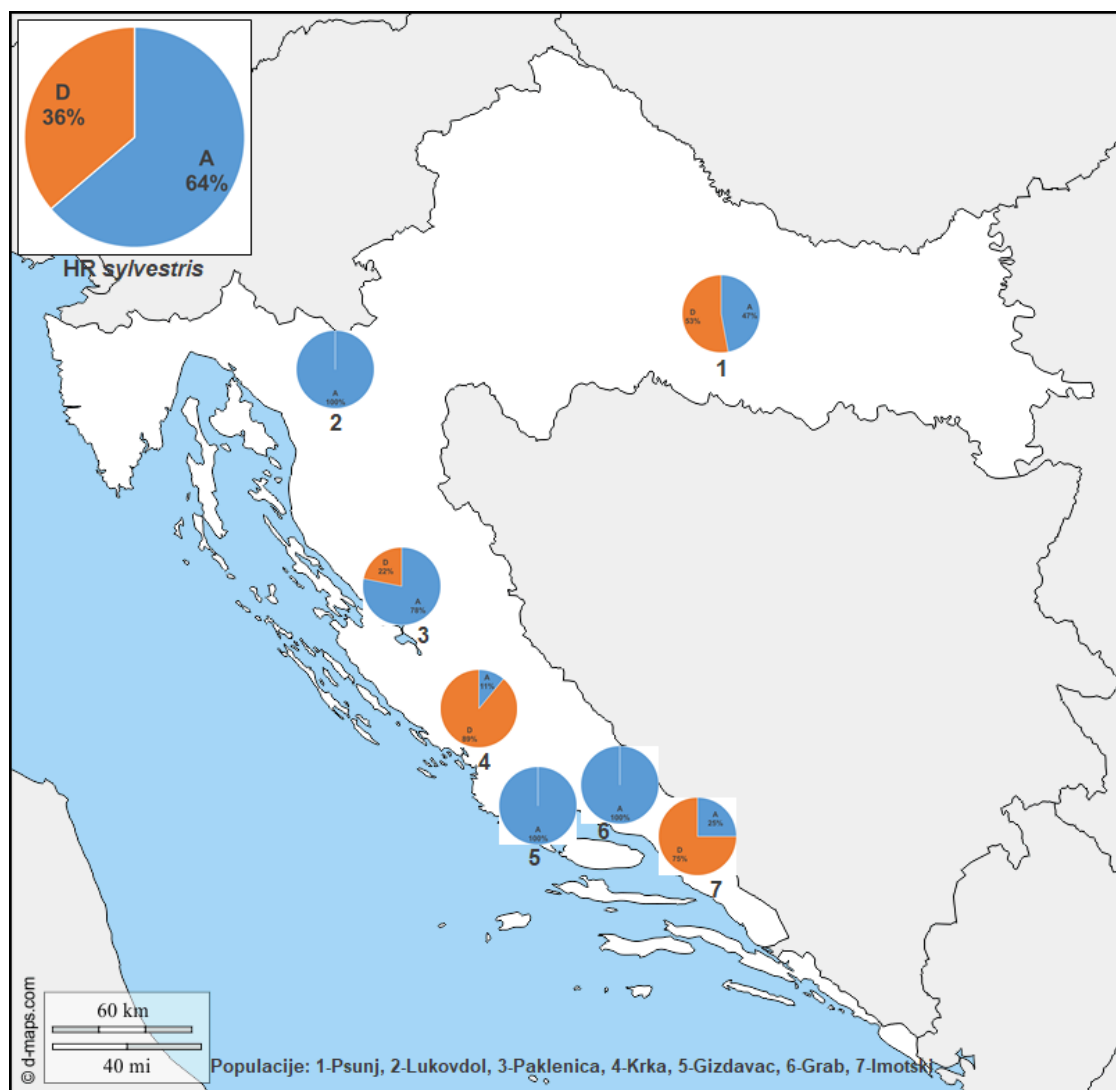 D
36%
A
64%
HR sylvestris
D
53%
A
47%
1
A
100%
2
D
22%
A
78%
3
A
11%
D
89%
4
A
100%
5
A
100%
6
A
25%
D
75%
7
60 km
40 mi
© d-maps.com
Populacije: 1-Psunj, 2-Lukovdol, 3-Paklenica, 4-Krka, 5-Gizdavac, 6-Grab, 7-Imotski